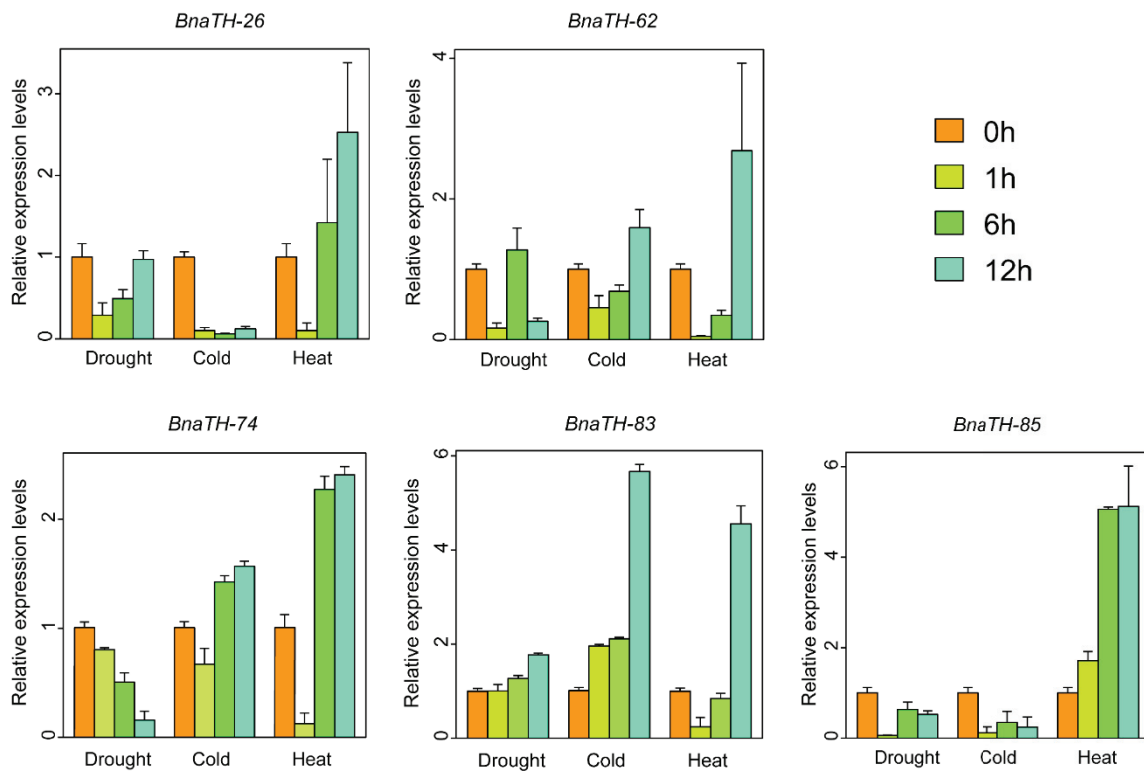 BnaTH-26
Relative expression levels
0
1
2
3
Drought
Cold
Heat
BnaTH-62
Relative expression levels
0
2
4
Drought
Cold
Heat
0h
1h
6h
12h
BnaTH-74
Relative expression levels
0
1
2
Drought
Cold
Heat
BnaTH-83
Relative expression levels
0
2
4
6
Drought
Cold
Heat
BnaTH-85
Relative expression levels
0
2
4
6
Drought
Cold
Heat